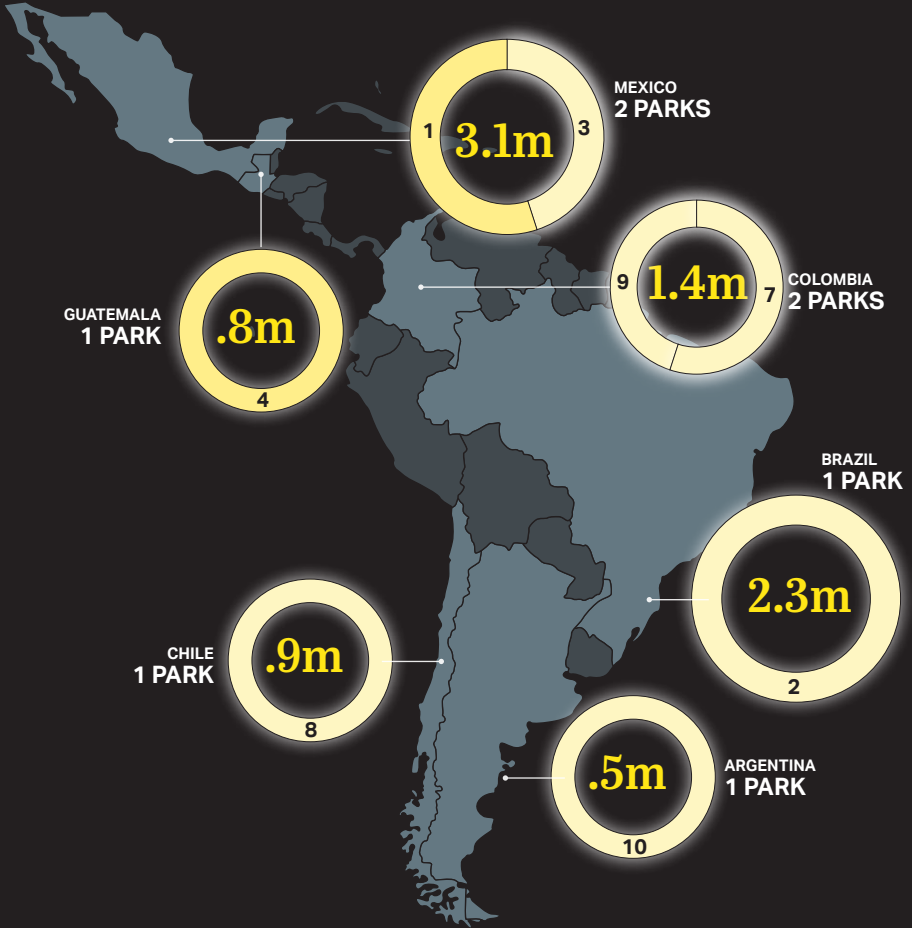 MEXICO
2 PARKS
1
3.1m
3
COLOMBIA
2 PARKS
9
1.4m
7
GUATEMALA
1 PARK
.8m
4
BRAZIL
1 PARK
2.3m
2
CHILE
1 PARK
.9m
8
ARGENTINA
1 PARK
.5m
10